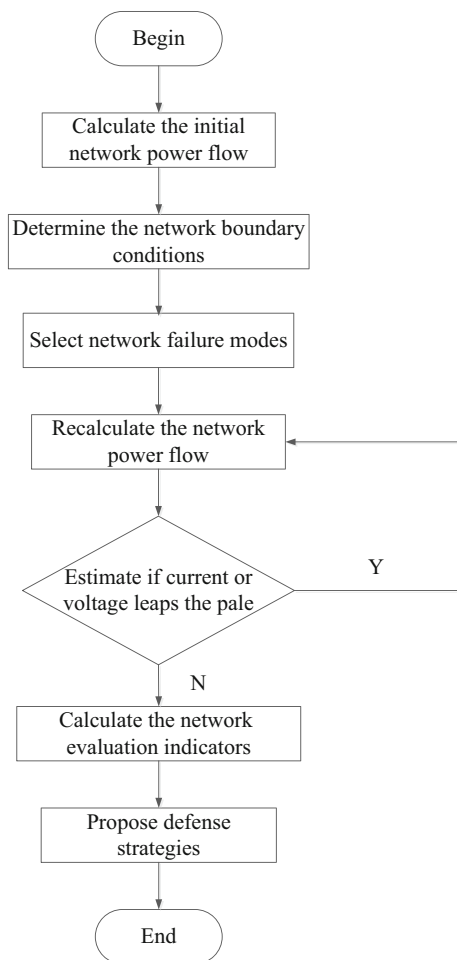 Begin
Calculate the initial
network power flow
Determine the network boundary
conditions
Select network failure modes
Recalculate the network
power flow
Estimate if current or
voltage leaps the pale
Y
N
Calculate the network
evaluation indicators
Propose defense
strategies
End